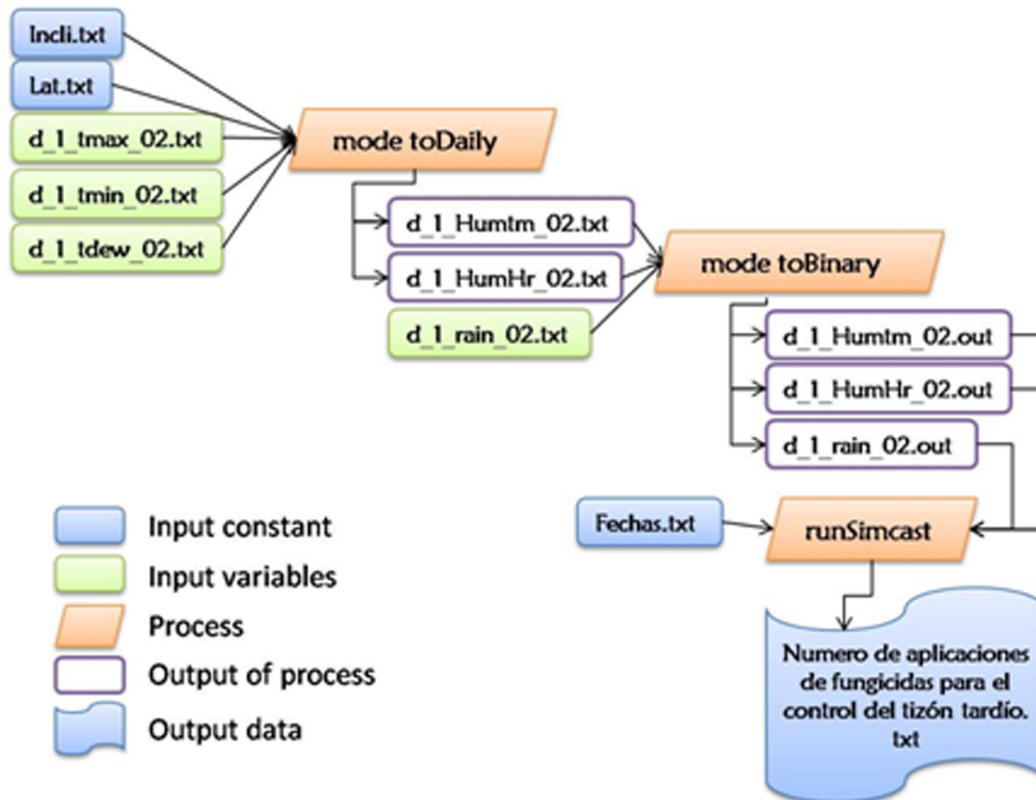 Incli.txt
Lat.txt
d_1_tmax_02.txt
d_1_tmin_02.txt
d_1_tdew_02.txt
mode toDaily
d_1_Humtm_02.txt
d_1_HumHr_02.txt
d_1_rain_02.txt
mode toBinary
d_1_Humtm_02.out
d_1_HumHr_02.out
d_1_rain_02.out
Fechas.txt
runSimcast
Numero de aplicaciones
de fungicidas para el
control del tizón tardío.
txt
Input constant
Input variables
Process
Output of process
Output data